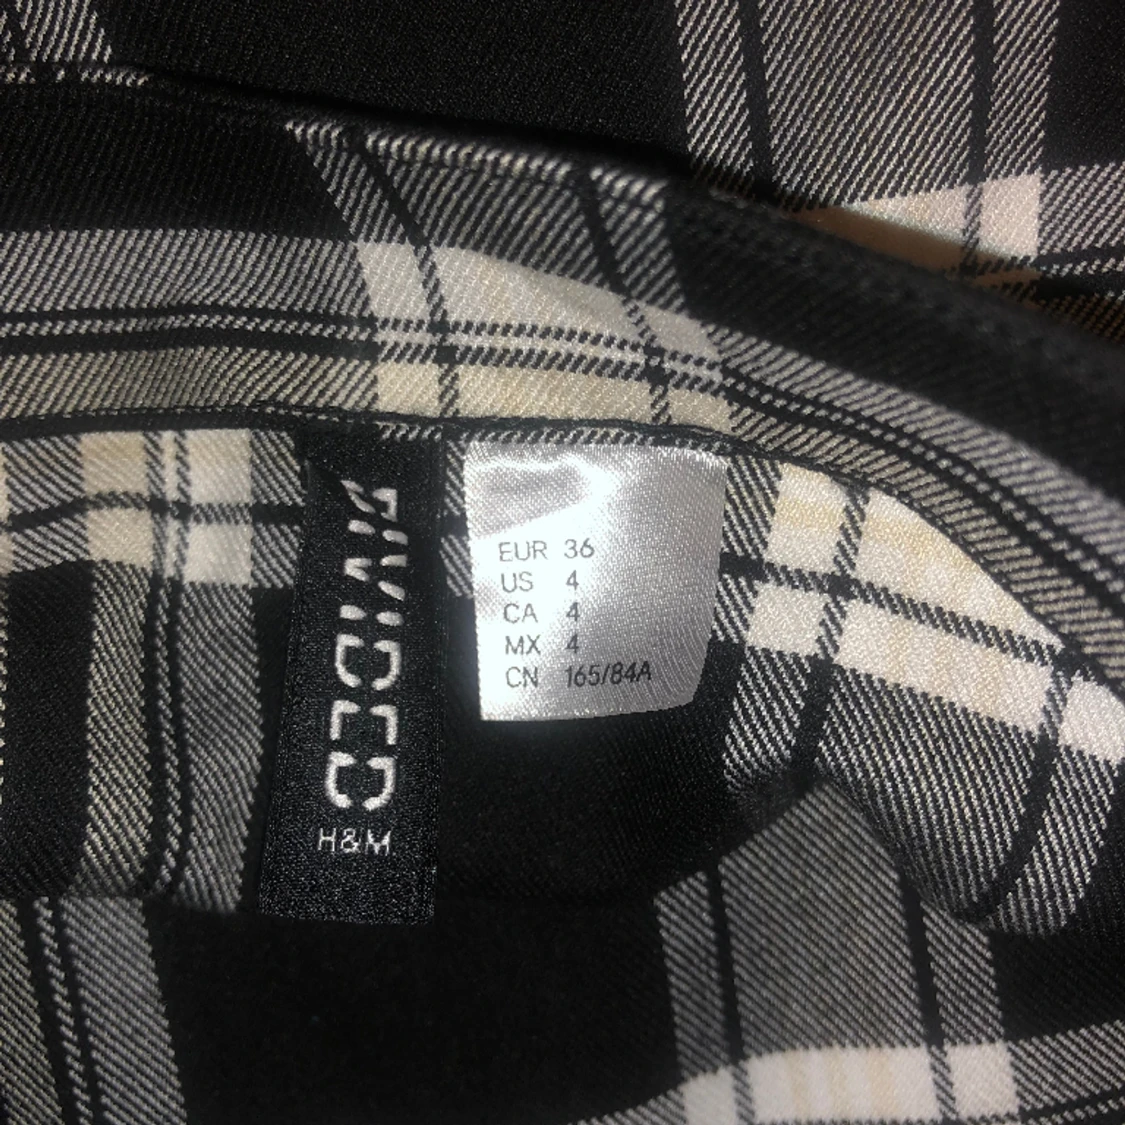 DIVIDED
H&M
EUR 36
US 4
CA 4
MX 4
CN 165/84A